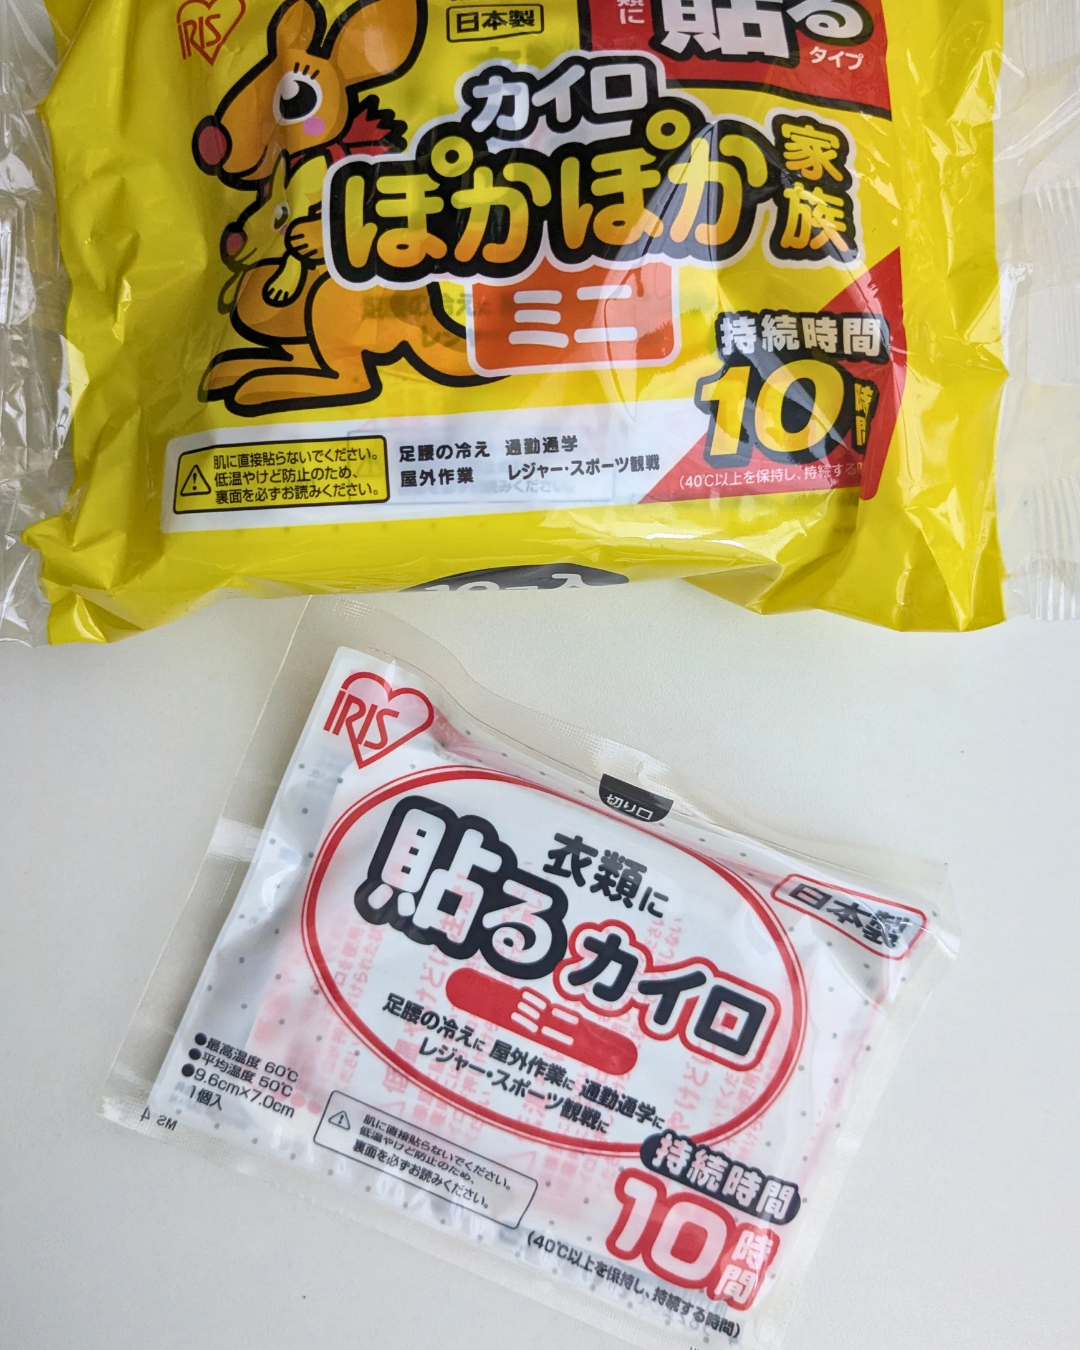 IRIS
日本製
類に
貼る
タイプ
カイロ
ぽかぽか
家族
ミニ
持続時間
10時間
(40℃以上を保持し、持続する
肌に直接貼らないでください。
低温やけど防止のため、
裏面を必ずお読みください。
足腰の冷え 通勤通学
屋外作業 レジャー・スポーツ観戦
IRIS
切り口
日本製
衣類に
貼るカイロ
ミニ
足腰の冷えに 屋外作業に 通勤通学に
レジャー・スポーツ観戦に
●最高温度 60℃
●平均温度 50℃
●9.6cm×7.0cm
1個入
肌に直接貼らないでください。
低温やけど防止のため、
裏面を必ずお読みください。
持続時間
10時間
(40℃以上を保持し、持続する時間)